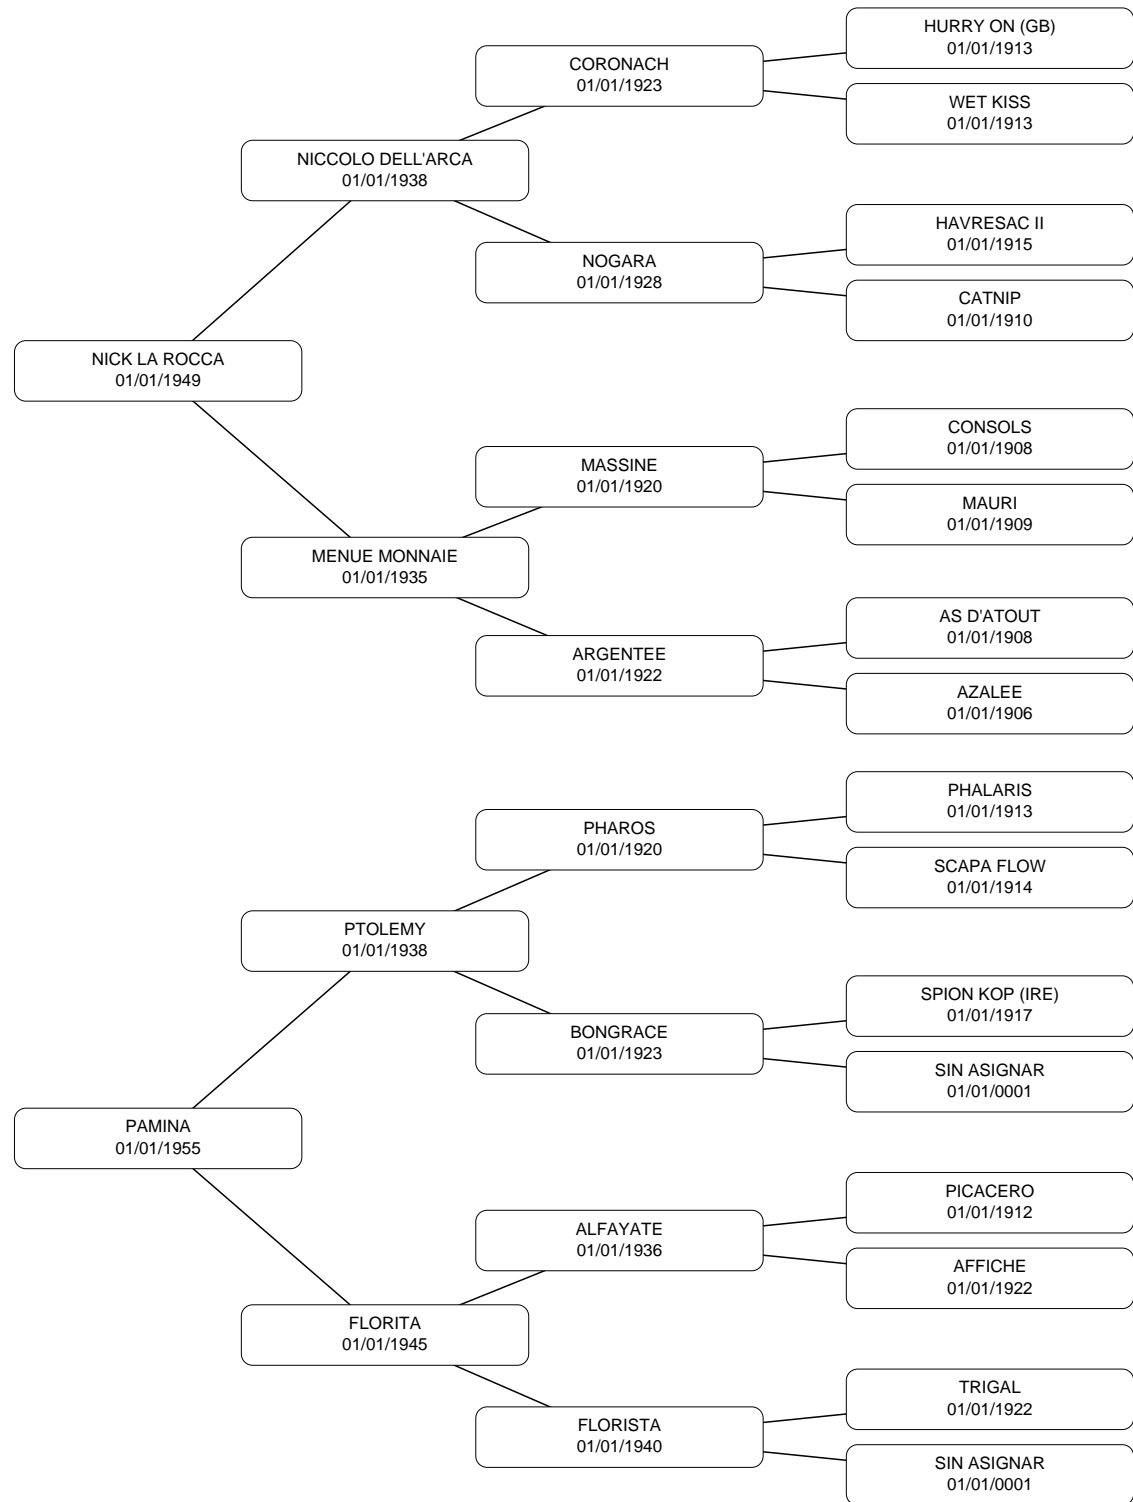 HURRY ON (GB)
01/01/1913
CORONACH
01/01/1923
WET KISS
01/01/1913
NICCOLO DELL'ARCA
01/01/1938
HAVRESAC II
01/01/1915
NOGARA
01/01/1928
CATNIP
01/01/1910
NICK LA ROCCA
01/01/1949
CONSOLS
01/01/1908
MASSINE
01/01/1920
MAURI
01/01/1909
MENUE MONNAIE
01/01/1935
AS D'ATOUT
01/01/1908
ARGENTEE
01/01/1922
AZALEE
01/01/1906
PHALARIS
01/01/1913
PHAROS
01/01/1920
SCAPA FLOW
01/01/1914
PTOLEMY
01/01/1938
SPION KOP (IRE)
01/01/1917
BONGRACE
01/01/1923
SIN ASIGNAR
01/01/0001
PAMINA
01/01/1955
PICACERO
01/01/1912
ALFAYATE
01/01/1936
AFFICHE
01/01/1922
FLORITA
01/01/1945
TRIGAL
01/01/1922
FLORISTA
01/01/1940
SIN ASIGNAR
01/01/0001